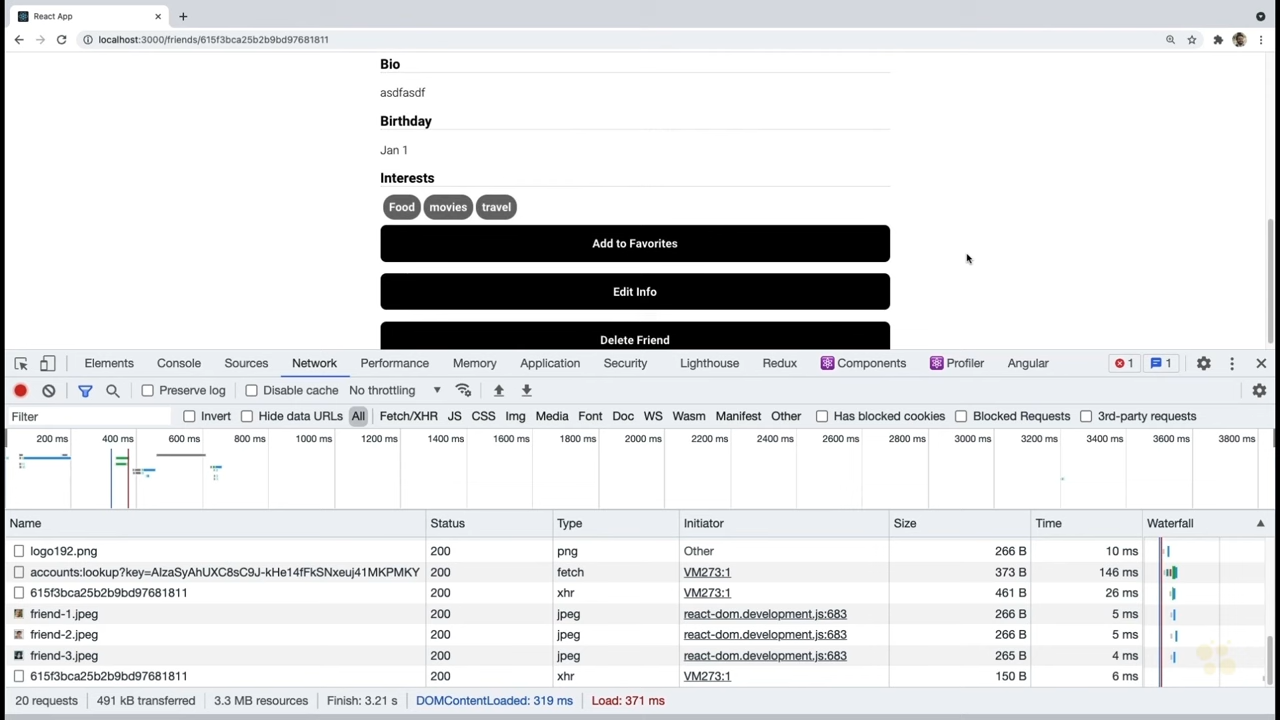 React App
localhost:3000/friends/615f3bca25b2b9bd97681811
Bio
asdfasdf
Birthday
Jan 1
Interests
Food movies travel
Add to Favorites
Edit Info
Delete Friend
Elements Console Sources Network Performance Memory Application Security Lighthouse Redux Components Profiler Angular 1 1
Preserve log Disable cache No throttling
Filter Invert Hide data URLs All Fetch/XHR JS CSS Img Media Font Doc WS Wasm Manifest Other Has blocked cookies Blocked Requests 3rd-party requests
200 ms 400 ms 600 ms 800 ms 1000 ms 1200 ms 1400 ms 1600 ms 1800 ms 2000 ms 2200 ms 2400 ms 2600 ms 2800 ms 3000 ms 3200 ms 3400 ms 3600 ms 3800 ms
Name Status Type Initiator Size Time Waterfall
logo192.png 200 png Other 266 B 10 ms
accounts:lookup?key=AIzaSyAhUXC8sC9J-kHe14fFkSNxeuj41MKPMKY 200 fetch VM273:1 373 B 146 ms
615f3bca25b2b9bd97681811 200 xhr VM273:1 461 B 26 ms
friend-1.jpeg 200 jpeg react-dom.development.js:683 266 B 5 ms
friend-2.jpeg 200 jpeg react-dom.development.js:683 266 B 5 ms
friend-3.jpeg 200 jpeg react-dom.development.js:683 265 B 4 ms
615f3bca25b2b9bd97681811 200 xhr VM273:1 150 B 6 ms
20 requests 491 kB transferred 3.3 MB resources Finish: 3.21 s DOMContentLoaded: 319 ms Load: 371 ms